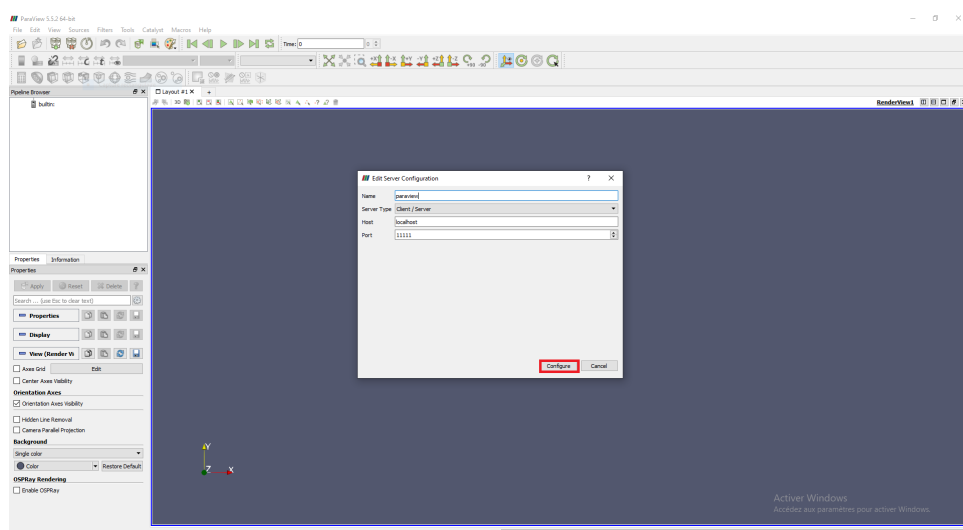 ParaView 5.5.2 64-bit
File Edit View Sources Filters Tools Catalyst Macros Help
Time: 0
+X -X +Y -Y +Z -Z +90 -90
Pipeline Browser
Layout #1 +
builtin:
3D
RenderView1
Edit Server Configuration ?
Name paraview
Server Type Client / Server
Host localhost
Port 11111
Configure Cancel
Properties Information
Properties
Apply Reset Delete ?
Search ... (use Esc to clear text)
Properties
Display
View (Render Vi
Axes Grid Edit
Center Axes Visibility
Orientation Axes
Orientation Axes Visibility
Hidden Line Removal
Camera Parallel Projection
Background
Single color
Color Restore Default
OSPRay Rendering
Enable OSPRay
Y
Z X
Activer Windows
Accédez aux paramètres pour activer Windows.